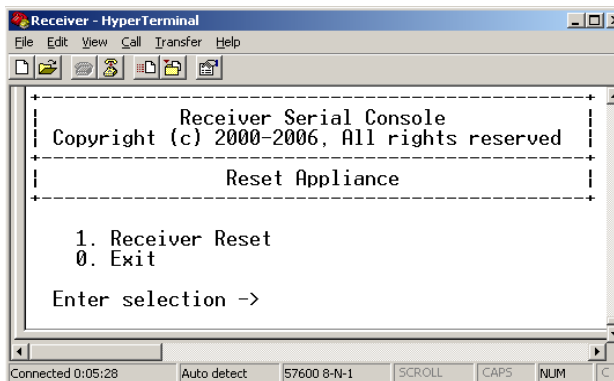 Receiver - HyperTerminal
File Edit View Call Transfer Help
Receiver Serial Console
Copyright (c) 2000-2006, All rights reserved
Reset Appliance
1. Receiver Reset
0. Exit
Enter selection ->
Connected 0:05:28 Auto detect 57600 8-N-1 SCROLL CAPS NUM C